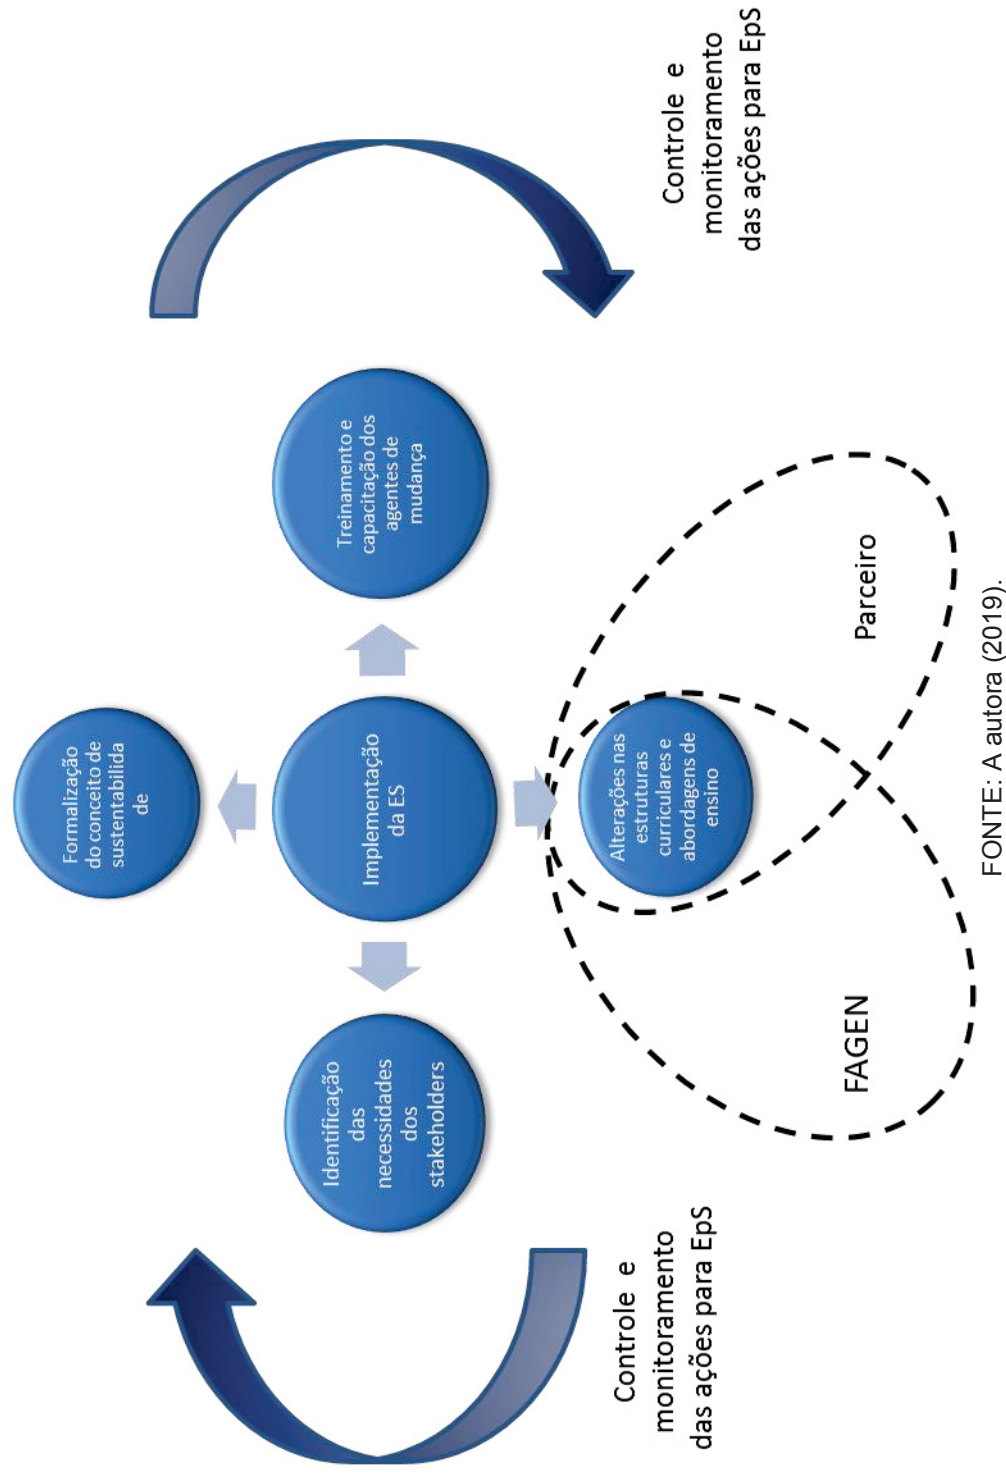 Formalização
do conceito de
sustentabilida
de
Identificação
das
necessidades
dos
stakeholders
Implementação
da ES
Treinamento e
capacitação dos
agentes de
mudança
Alterações nas
estruturas
curriculares e
abordagens de
ensino
FAGEN
Parceiro
Controle e
monitoramento
das ações para EpS
Controle e
monitoramento
das ações para EpS
FONTE: A autora (2019).